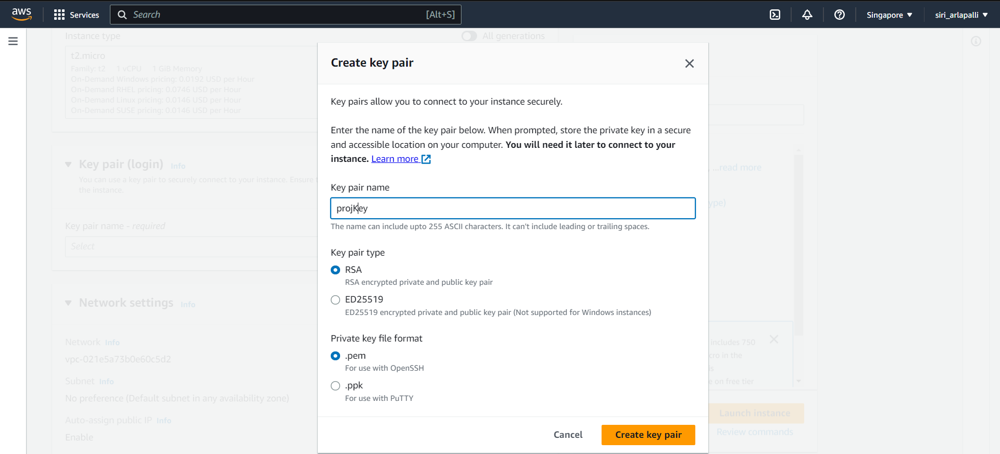 aws
Services
Search
[Alt+S]
Singapore
siri_arlapalli
Instance type
All generations
t2.micro
Family: t2 1 vCPU 1 GiB Memory
On-Demand Windows pricing: 0.0192 USD per Hour
On-Demand RHEL pricing: 0.0746 USD per Hour
On-Demand Linux pricing: 0.0146 USD per Hour
On-Demand SUSE pricing: 0.0146 USD per Hour
Key pair (login) Info
You can use a key pair to securely connect to your instance. Ensure
the instance.
Key pair name - required
Select
Network settings Info
Network Info
vpc-021e5a73b0e60c5d2
Subnet Info
No preference (Default subnet in any availability zone)
Auto-assign public IP Info
Enable
Create key pair
Key pairs allow you to connect to your instance securely.
Enter the name of the key pair below. When prompted, store the private key in a secure
and accessible location on your computer. You will need it later to connect to your
instance. Learn more
Key pair name
projKey
The name can include upto 255 ASCII characters. It can't include leading or trailing spaces.
Key pair type
RSA
RSA encrypted private and public key pair
ED25519
ED25519 encrypted private and public key pair (Not supported for Windows instances)
Private key file format
.pem
For use with OpenSSH
.ppk
For use with PuTTY
Cancel
Create key pair
, ...read more
ype)
includes 750
cro in the
is
e on free tier
Launch instance
Review commands